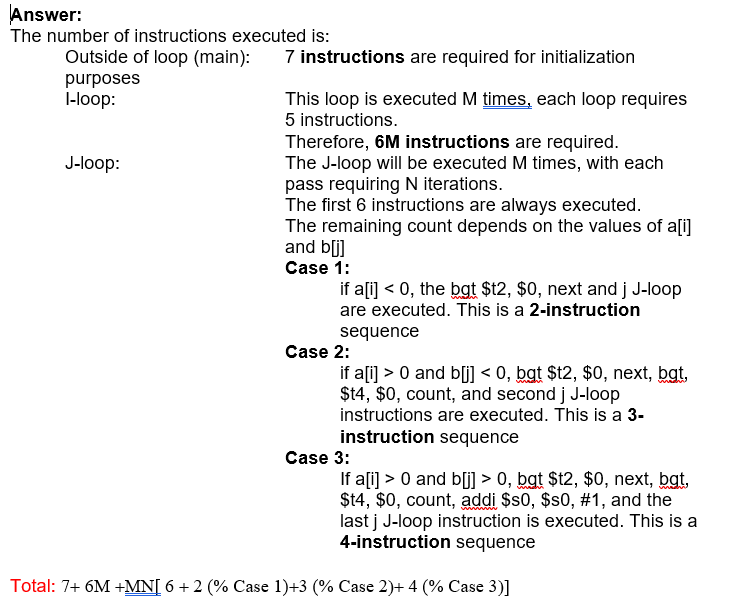 Answer:
The number of instructions executed is:
Outside of loop (main): 7 instructions are required for initialization
purposes
I-loop: This loop is executed M times, each loop requires
5 instructions.
Therefore, 6M instructions are required.
J-loop: The J-loop will be executed M times, with each
pass requiring N iterations.
The first 6 instructions are always executed.
The remaining count depends on the values of a[i]
and b[j]
Case 1:
if a[i] < 0, the bgt $t2, $0, next and j J-loop
are executed. This is a 2-instruction
sequence
Case 2:
if a[i] > 0 and b[j] < 0, bgt $t2, $0, next, bgt,
$t4, $0, count, and second j J-loop
instructions are executed. This is a 3-
instruction sequence
Case 3:
If a[i] > 0 and b[j] > 0, bgt $t2, $0, next, bgt,
$t4, $0, count, addi $s0, $s0, #1, and the
last j J-loop instruction is executed. This is a
4-instruction sequence
Total: 7+ 6M +MN[ 6 + 2 (% Case 1)+3 (% Case 2)+ 4 (% Case 3)]